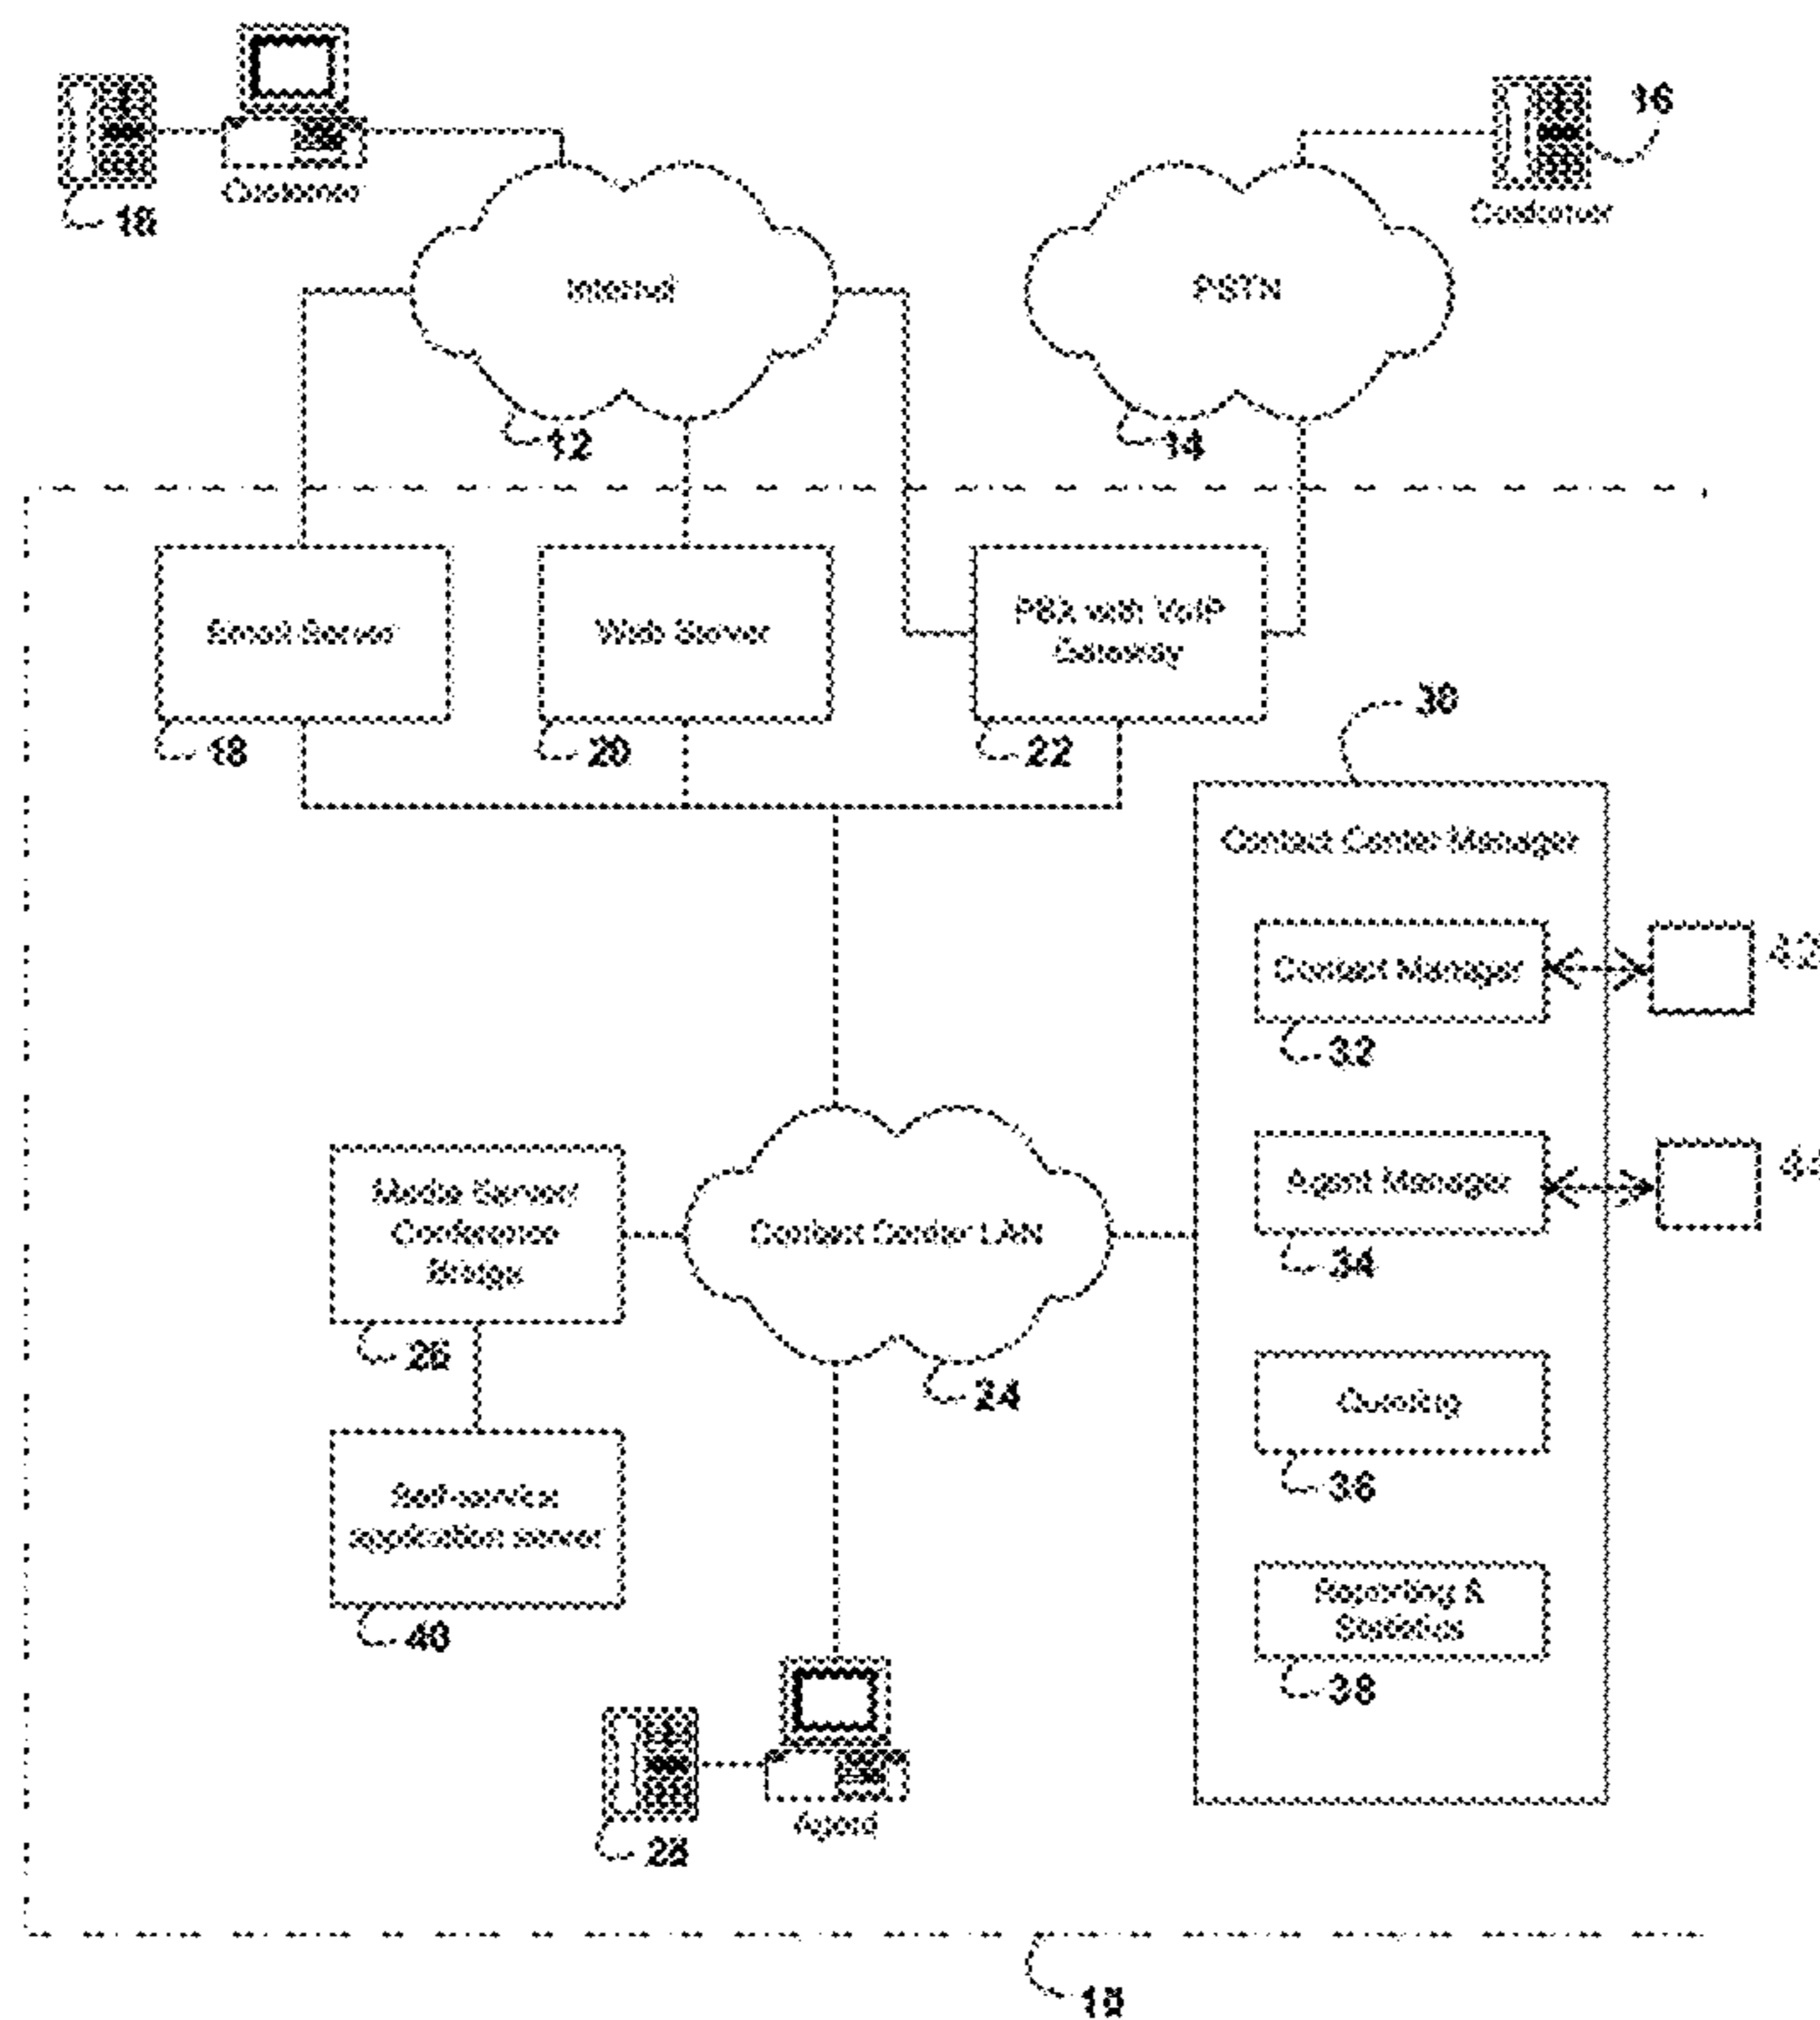 16
Customer
Customer
Internet
PSTN
12
14
Email Server
Web Server
PBX with VoIP
Gateway
30
18
20
22
Contact Center Manager
Contact Manager
42
32
Media Server/
Conference
Bridge
Contact Center LAN
Agent Manager
34
26
24
Queuing
Self-service
application server
36
40
Reporting &
Statistics
38
Agent
28
10